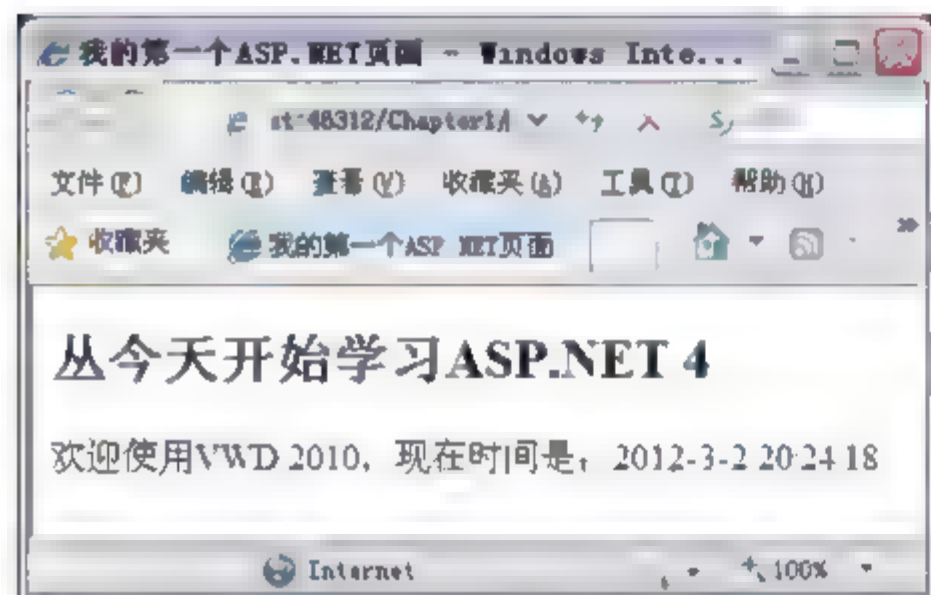 我的第一个ASP.NET页面 - Windows Inte...
st:46312/Chapter1/
文件(F) 编辑(E) 查看(V) 收藏夹(A) 工具(T) 帮助(H)
收藏夹 我的第一个ASP.NET页面
从今天开始学习ASP.NET 4
欢迎使用VWD 2010，现在时间是：2012-3-2 20:24:18
Internet 100%